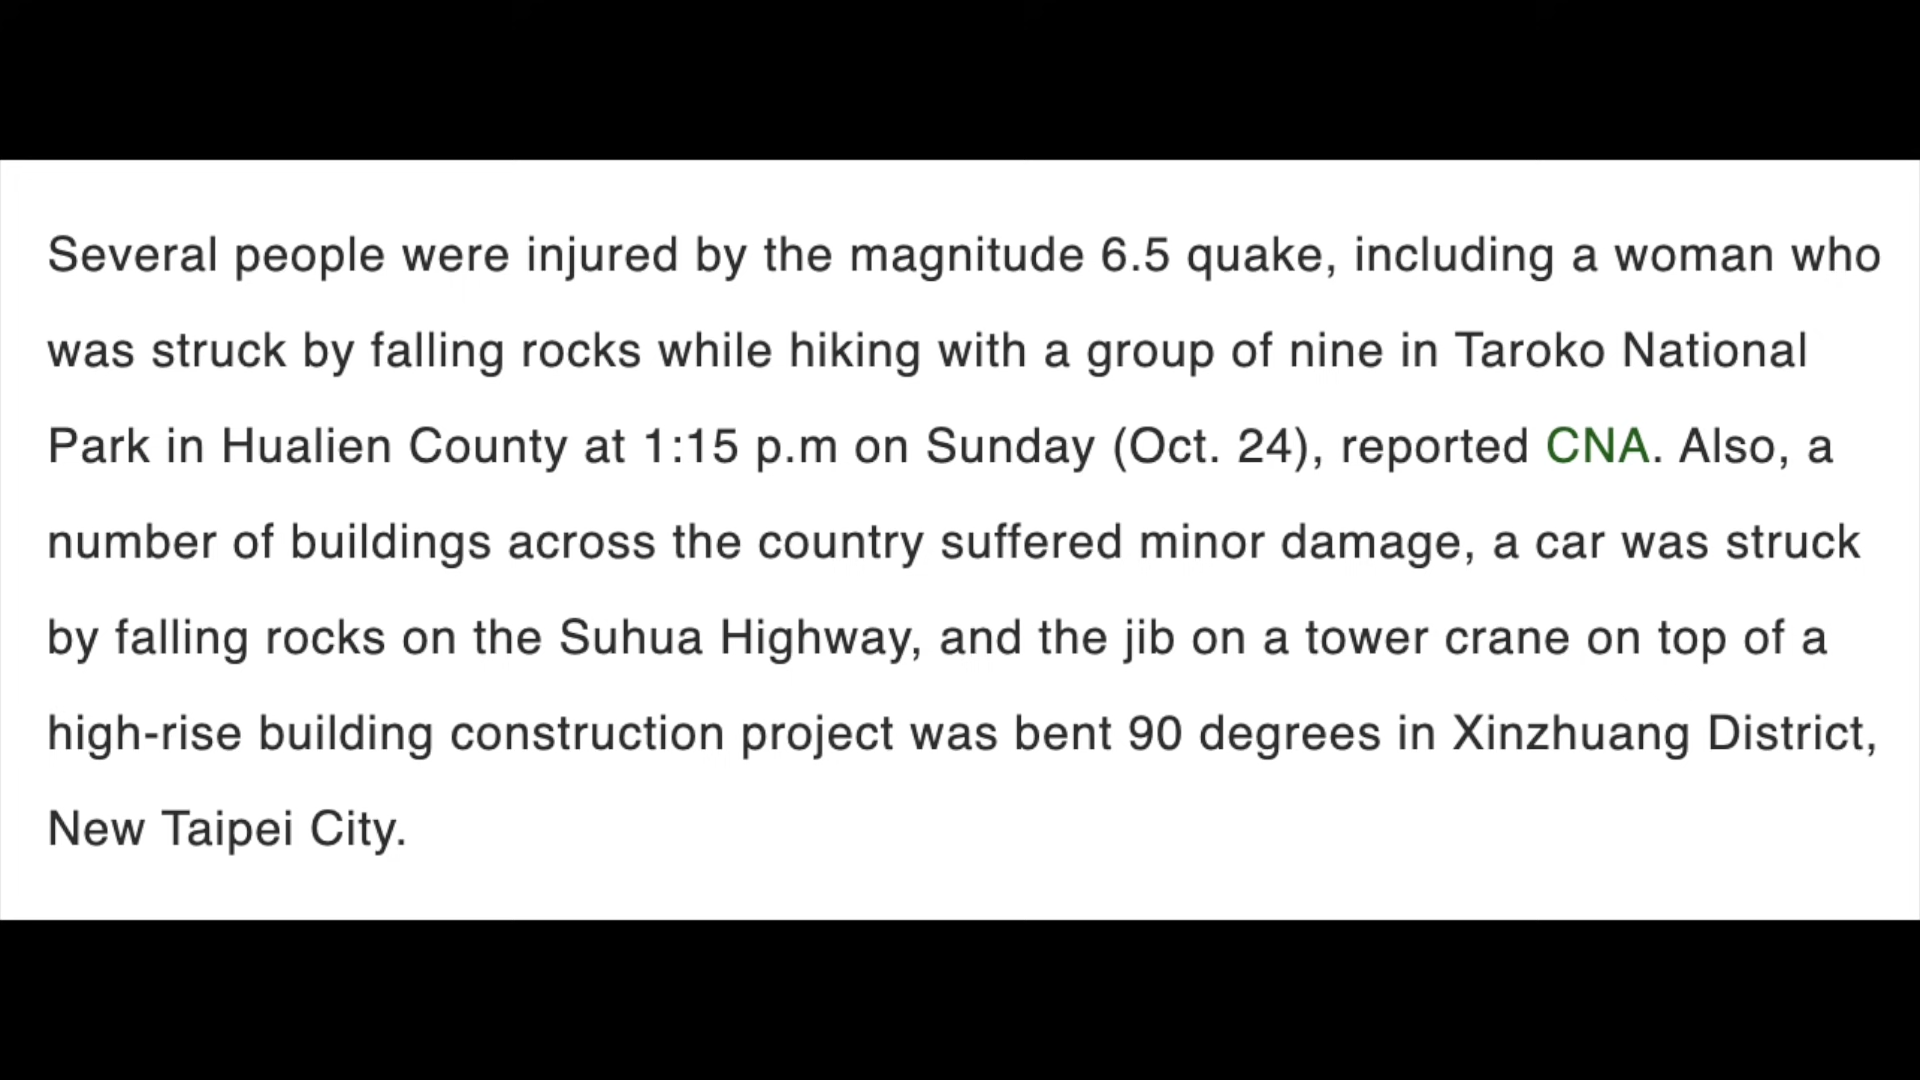 Several people were injured by the magnitude 6.5 quake, including a woman who
was struck by falling rocks while hiking with a group of nine in Taroko National
Park in Hualien County at 1:15 p.m on Sunday (Oct. 24), reported CNA. Also, a
number of buildings across the country suffered minor damage, a car was struck
by falling rocks on the Suhua Highway, and the jib on a tower crane on top of a
high-rise building construction project was bent 90 degrees in Xinzhuang District,
New Taipei City.